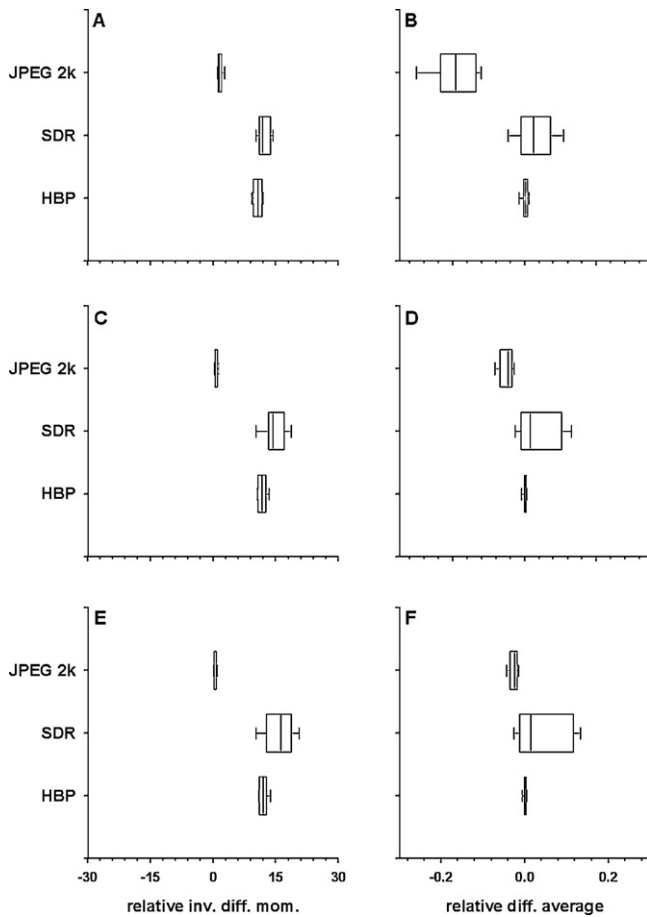 A B
JPEG 2k
SDR
HBP
C D
JPEG 2k
SDR
HBP
E F
JPEG 2k
SDR
HBP
-30 -15 0 15 30 -0.2 0.0 0.2
relative inv. diff. mom. relative diff. average